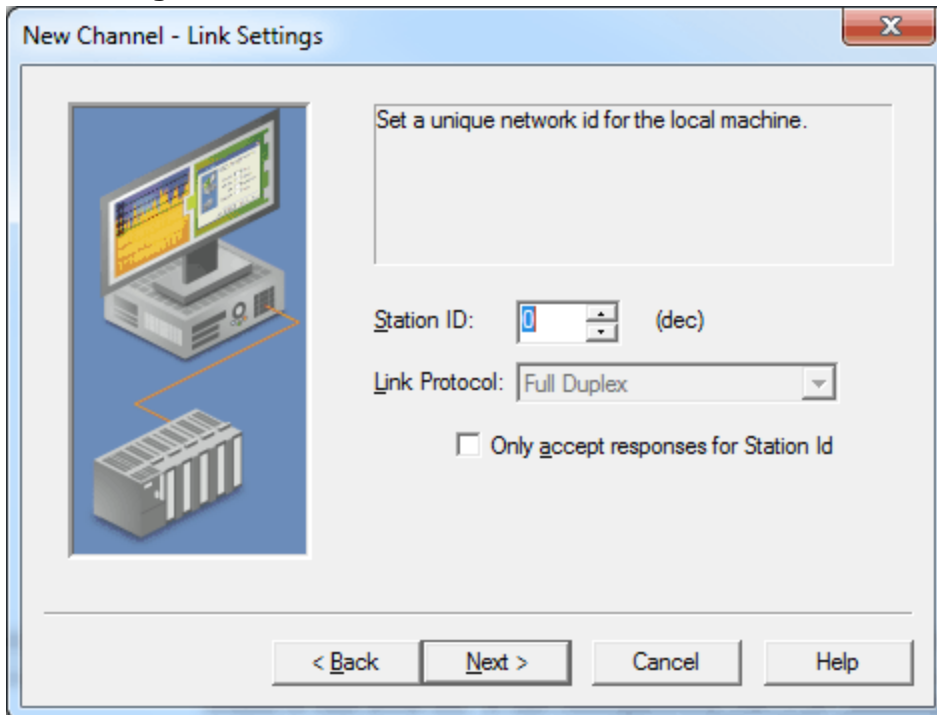 New Channel - Link Settings
Set a unique network id for the local machine.
Station ID: 0 (dec)
Link Protocol: Full Duplex
Only accept responses for Station Id
< Back Next > Cancel Help